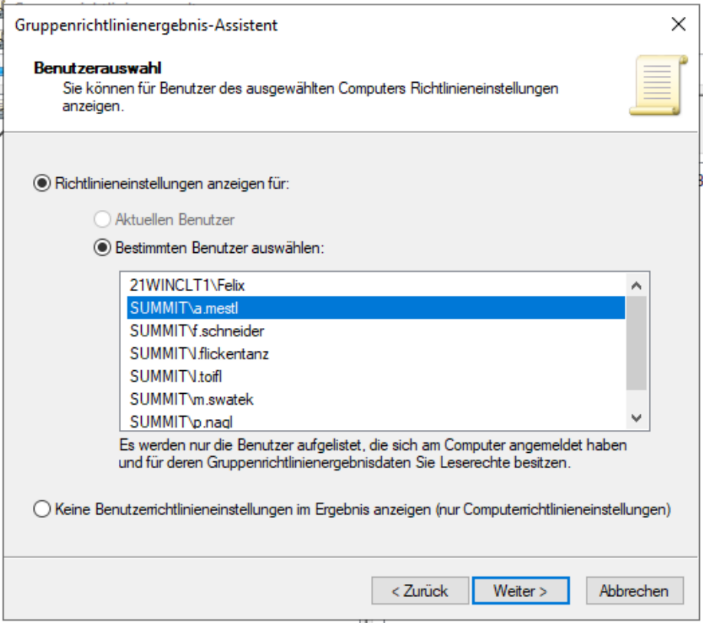 Gruppenrichtlinienergebnis-Assistent
Benutzerauswahl
Sie können für Benutzer des ausgewählten Computers Richtlinieneinstellungen
anzeigen.
Richtlinieneinstellungen anzeigen für:
Aktuellen Benutzer
Bestimmten Benutzer auswählen:
21WINCLT1\Felix
SUMMIT\a.mestl
SUMMIT\f.schneider
SUMMIT\l.flickentanz
SUMMIT\l.toifl
SUMMIT\m.swatek
SUMMIT\p.nagl
Es werden nur die Benutzer aufgelistet, die sich am Computer angemeldet haben
und für deren Gruppenrichtlinienergebnisdaten Sie Leserechte besitzen.
Keine Benutzerrichtlinieneinstellungen im Ergebnis anzeigen (nur Computerrichtlinieneinstellungen)
< Zurück
Weiter >
Abbrechen